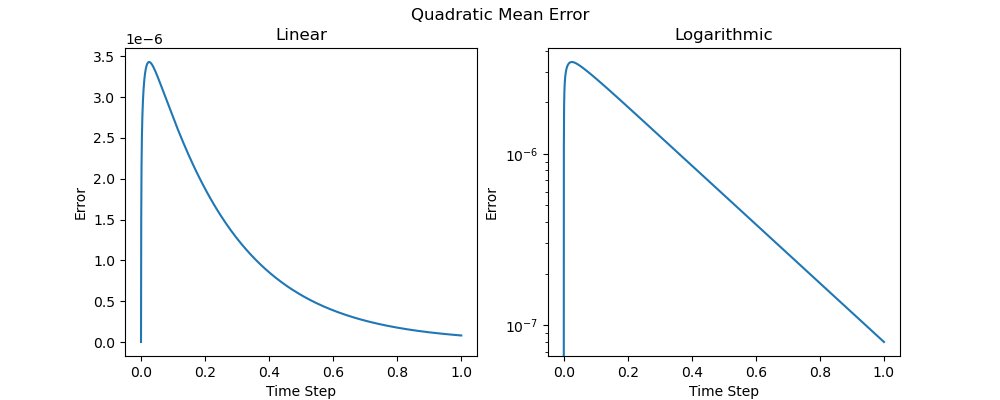 Quadratic Mean Error
Linear
1e−6
3.5
3.0
2.5
2.0
1.5
1.0
0.5
0.0
Error
0.0 0.2 0.4 0.6 0.8 1.0
Time Step
Logarithmic
10⁻⁶
10⁻⁷
Error
0.0 0.2 0.4 0.6 0.8 1.0
Time Step